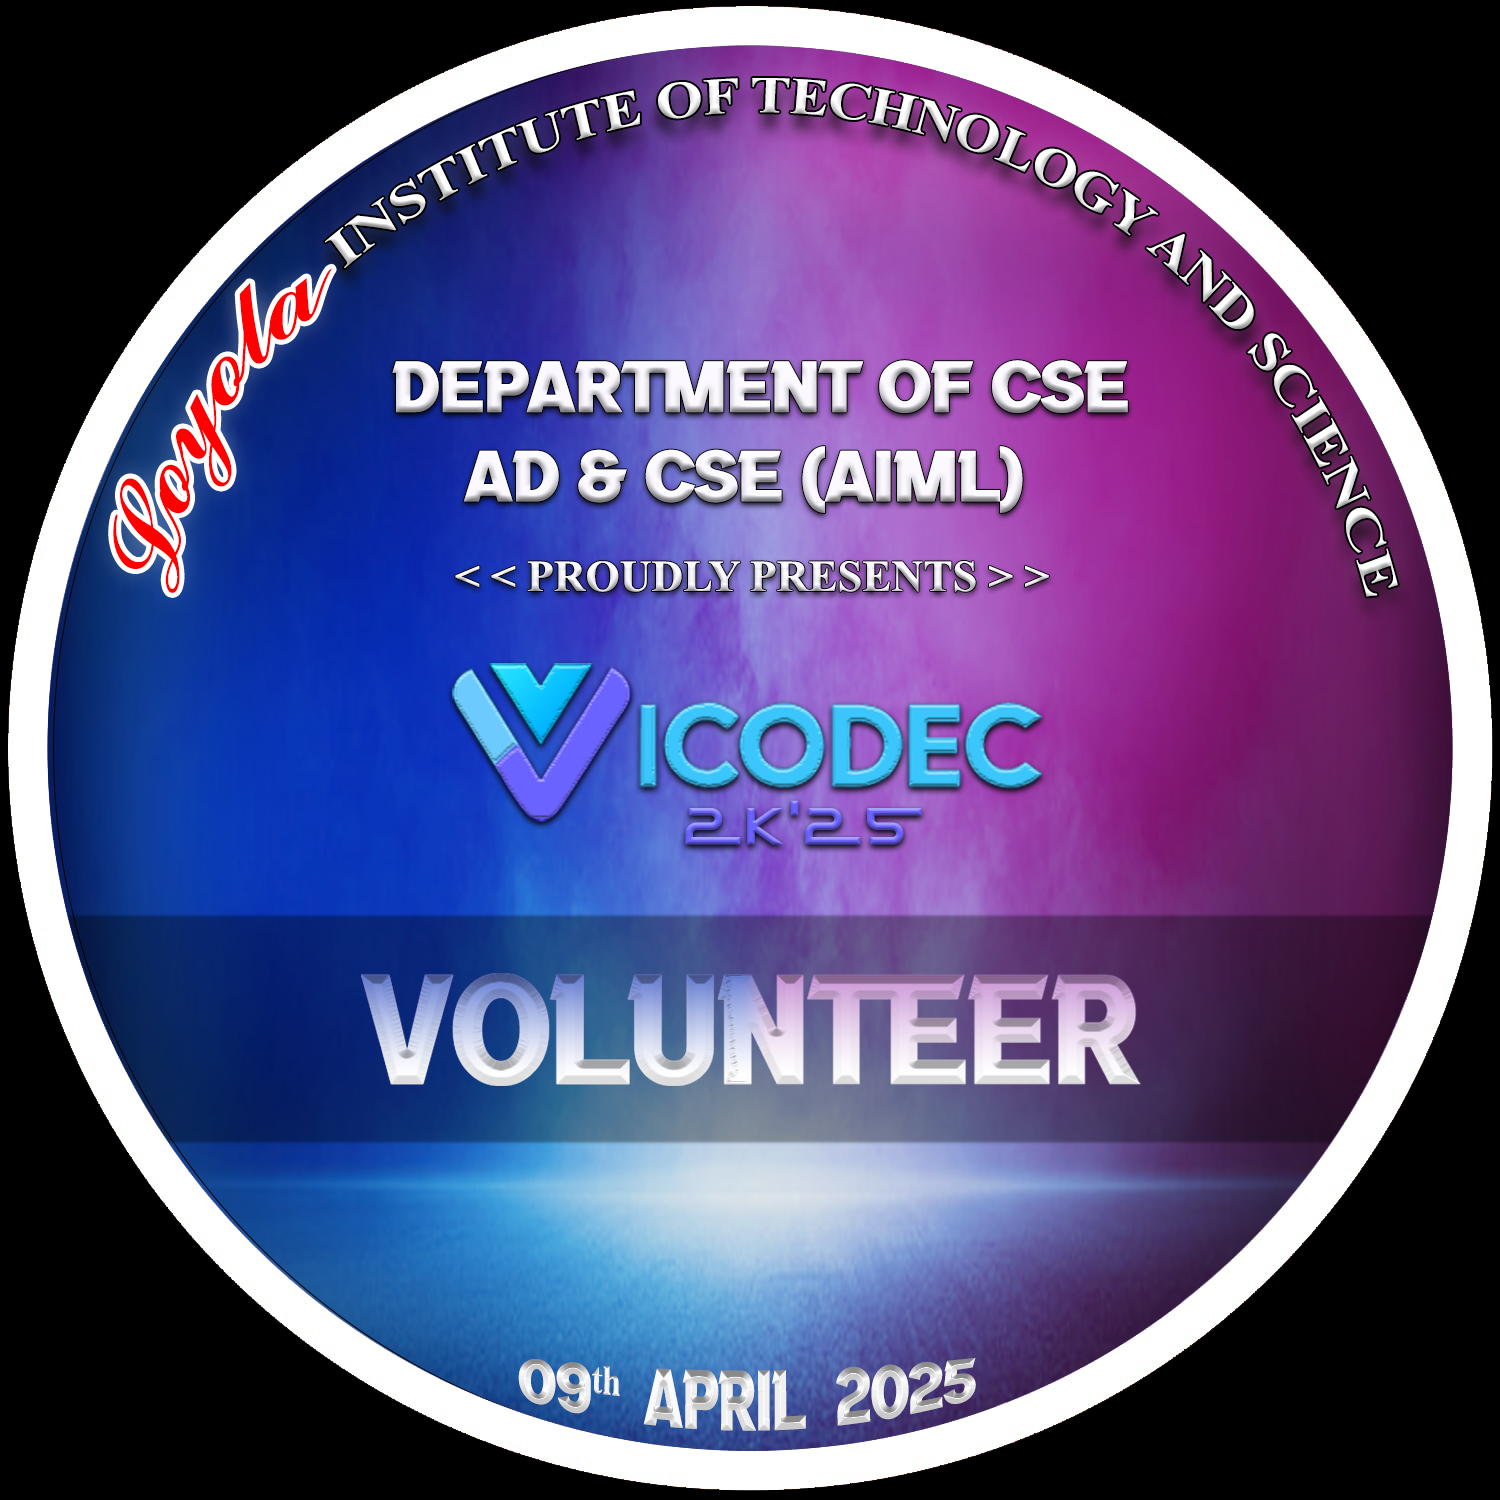 Loyola INSTITUTE OF TECHNOLOGY AND SCIENCE
DEPARTMENT OF CSE
AD & CSE (AIML)
< < PROUDLY PRESENTS > >
VICODEC
2K'25
VOLUNTEER
09th APRIL 2025